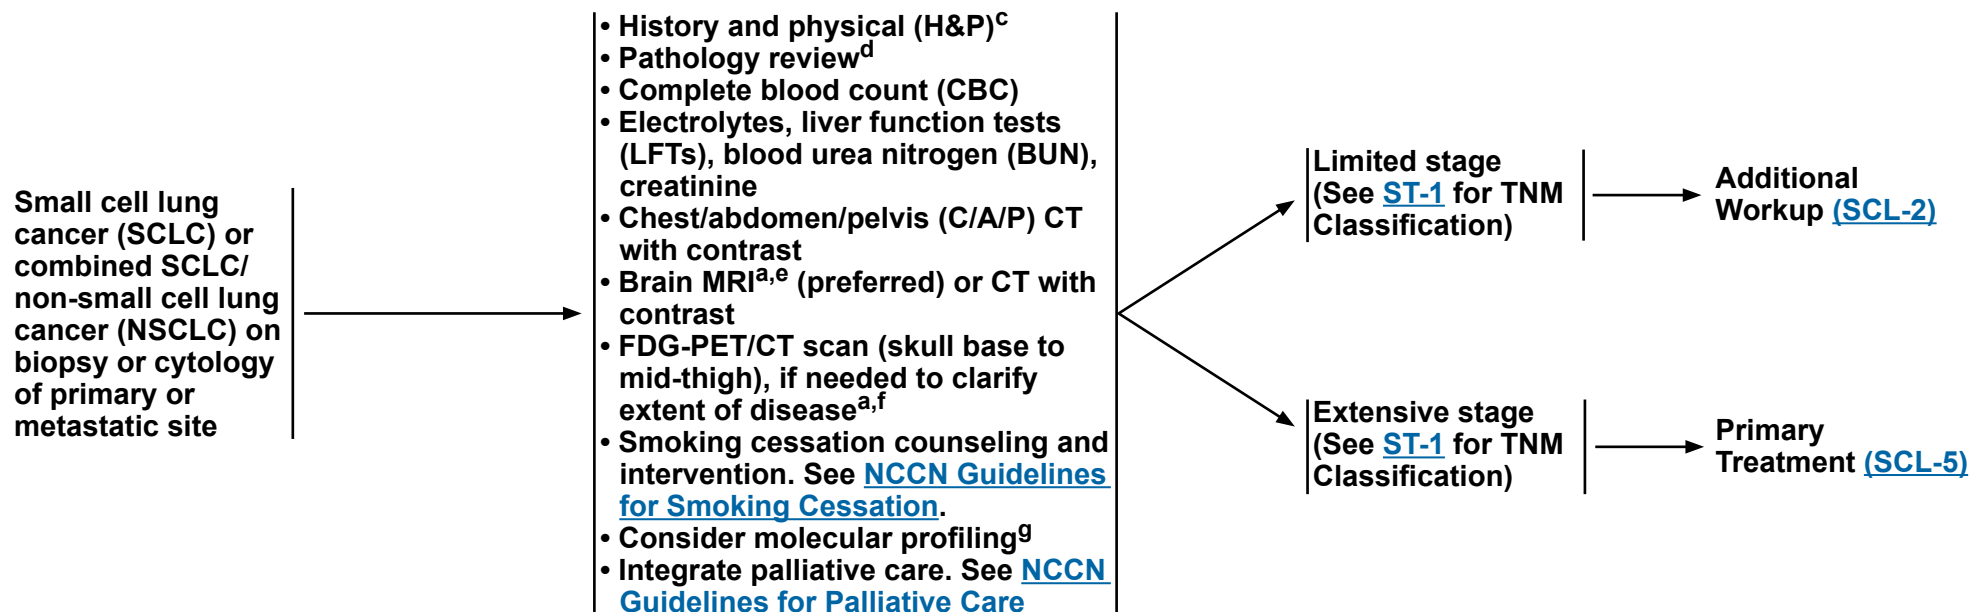 Small cell lung
cancer (SCLC) or
combined SCLC/
non-small cell lung
cancer (NSCLC) on
biopsy or cytology
of primary or
metastatic site
• History and physical (H&P)c
• Pathology reviewd
• Complete blood count (CBC)
• Electrolytes, liver function tests
(LFTs), blood urea nitrogen (BUN),
creatinine
• Chest/abdomen/pelvis (C/A/P) CT
with contrast
• Brain MRIa,e (preferred) or CT with
contrast
• FDG-PET/CT scan (skull base to
mid-thigh), if needed to clarify
extent of diseasea,f
• Smoking cessation counseling and
intervention. See NCCN Guidelines
for Smoking Cessation.
• Consider molecular profilingg
• Integrate palliative care. See NCCN
Guidelines for Palliative Care
Limited stage
(See ST-1 for TNM
Classification)
Additional
Workup (SCL-2)
Extensive stage
(See ST-1 for TNM
Classification)
Primary
Treatment (SCL-5)